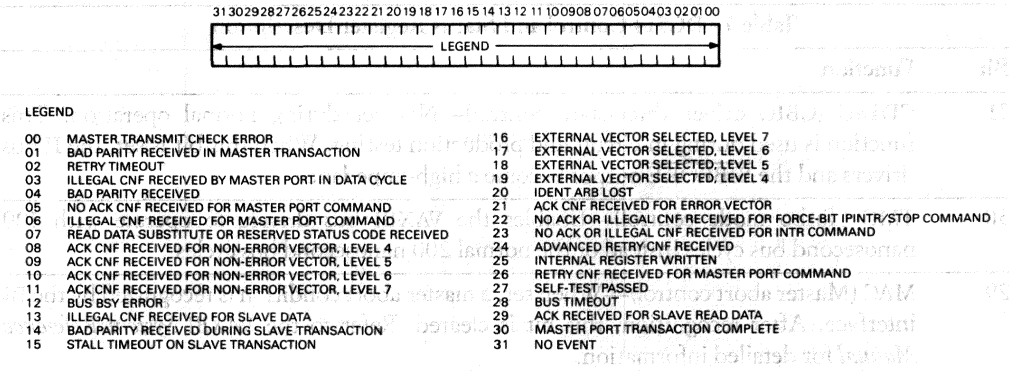 31 30 29 28 27 26 25 24 23 22 21 20 19 18 17 16 15 14 13 12 11 10 09 08 07 06 05 04 03 02 01 00
LEGEND
LEGEND
00 MASTER TRANSMIT CHECK ERROR
01 BAD PARITY RECEIVED IN MASTER TRANSACTION
02 RETRY TIMEOUT
03 ILLEGAL CNF RECEIVED BY MASTER PORT IN DATA CYCLE
04 BAD PARITY RECEIVED
05 NO ACK CNF RECEIVED FOR MASTER PORT COMMAND
06 ILLEGAL CNF RECEIVED FOR MASTER PORT COMMAND
07 READ DATA SUBSTITUTE OR RESERVED STATUS CODE RECEIVED
08 ACK CNF RECEIVED FOR NON-ERROR VECTOR, LEVEL 4
09 ACK CNF RECEIVED FOR NON-ERROR VECTOR, LEVEL 5
10 ACK CNF RECEIVED FOR NON-ERROR VECTOR, LEVEL 6
11 ACK CNF RECEIVED FOR NON-ERROR VECTOR, LEVEL 7
12 BUS BSY ERROR
13 ILLEGAL CNF RECEIVED FOR SLAVE DATA
14 BAD PARITY RECEIVED DURING SLAVE TRANSACTION
15 STALL TIMEOUT ON SLAVE TRANSACTION
16 EXTERNAL VECTOR SELECTED, LEVEL 7
17 EXTERNAL VECTOR SELECTED, LEVEL 6
18 EXTERNAL VECTOR SELECTED, LEVEL 5
19 EXTERNAL VECTOR SELECTED, LEVEL 4
20 IDENT ARB LOST
21 ACK CNF RECEIVED FOR ERROR VECTOR
22 NO ACK OR ILLEGAL CNF RECEIVED FOR FORCE-BIT IPINTR/STOP COMMAND
23 NO ACK OR ILLEGAL CNF RECEIVED FOR INTR COMMAND
24 ADVANCED RETRY CNF RECEIVED
25 INTERNAL REGISTER WRITTEN
26 RETRY CNF RECEIVED FOR MASTER PORT COMMAND
27 SELF-TEST PASSED
28 BUS TIMEOUT
29 ACK RECEIVED FOR SLAVE READ DATA
30 MASTER PORT TRANSACTION COMPLETE
31 NO EVENT